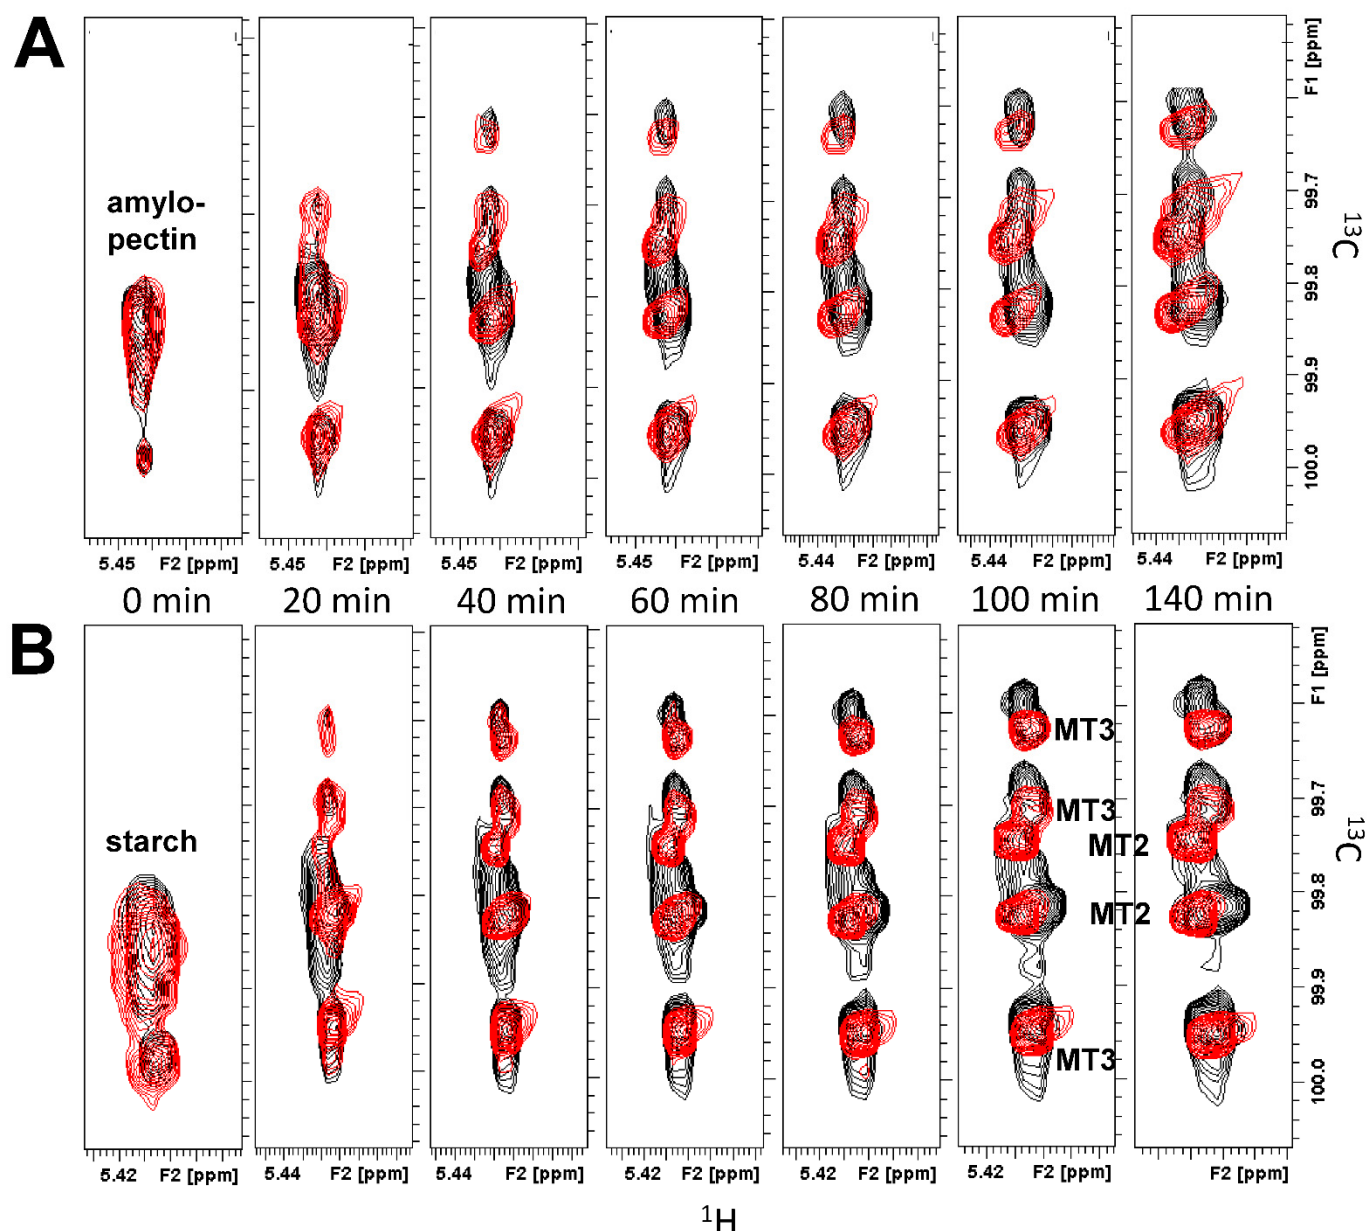 A
F1 [ppm]
amylo-
pectin
99.7
13C
99.8
99.9
100.0
5.45 F2 [ppm] 5.45 F2 [ppm] 5.45 F2 [ppm] 5.45 F2 [ppm] 5.44 F2 [ppm] 5.44 F2 [ppm] 5.44 F2 [ppm]
0 min 20 min 40 min 60 min 80 min 100 min 140 min
B
F1 [ppm]
MT3
99.7
MT3
starch
MT2
13C
99.8
MT2
99.9
MT3
100.0
5.42 F2 [ppm] 5.44 F2 [ppm] 5.44 F2 [ppm] 5.42 F2 [ppm] 5.42 F2 [ppm] 5.42 F2 [ppm] F2 [ppm]
1H